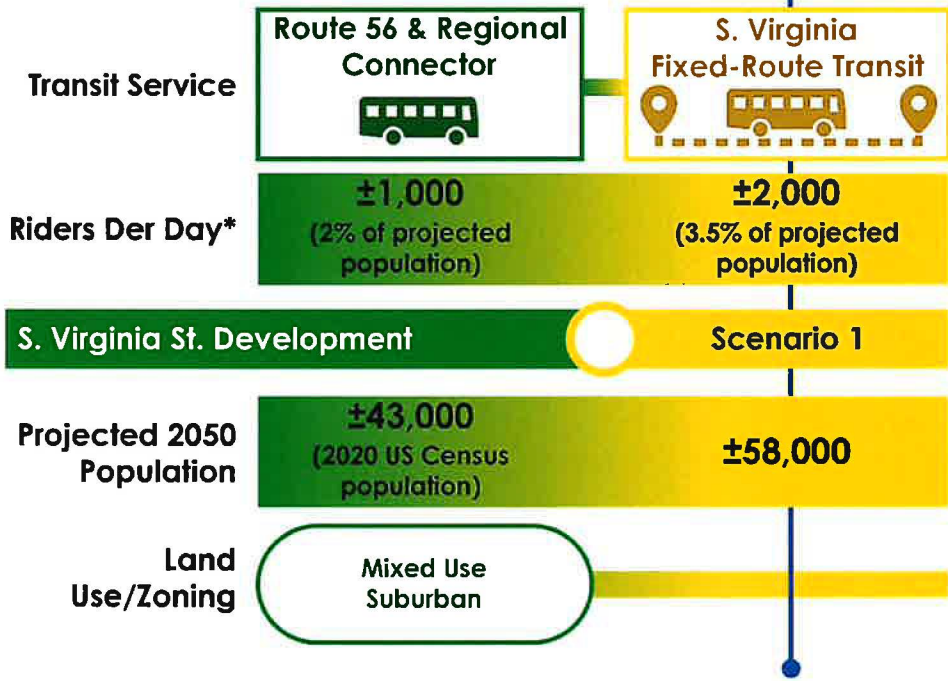 Transit Service
Route 56 & Regional
Connector
S. Virginia
Fixed-Route Transit
Riders Der Day*
±1,000
(2% of projected
population)
±2,000
(3.5% of projected
population)
S. Virginia St. Development
Scenario 1
Projected 2050
Population
±43,000
(2020 US Census
population)
±58,000
Land
Use/Zoning
Mixed Use
Suburban